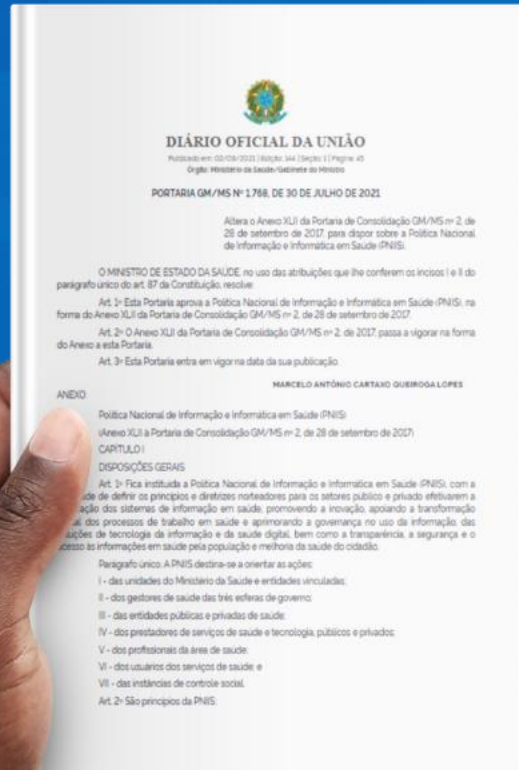 DIÁRIO OFICIAL DA UNIÃO
Publicado em: 02/08/2021 | Edição: 144 | Seção: 1 | Página: 45
Órgão: Ministério da Saúde/Gabinete do Ministro
PORTARIA GM/MS Nº 1.768, DE 30 DE JULHO DE 2021
Altera o Anexo XLII da Portaria de Consolidação GM/MS nº 2, de
28 de setembro de 2017, para dispor sobre a Política Nacional
de Informação e Informática em Saúde (PNIIS).
O MINISTRO DE ESTADO DA SAÚDE, no uso das atribuições que lhe conferem os incisos I e II do
parágrafo único do art. 87 da Constituição, resolve:
Art. 1º Esta Portaria aprova a Política Nacional de Informação e Informática em Saúde (PNIIS), na
forma do Anexo XLII da Portaria de Consolidação GM/MS nº 2, de 28 de setembro de 2017.
Art. 2º O Anexo XLII da Portaria de Consolidação GM/MS nº 2, de 2017, passa a vigorar na forma
do Anexo a esta Portaria.
Art. 3º Esta Portaria entra em vigor na data da sua publicação.
MARCELO ANTÔNIO CARTAXO QUEIROGA LOPES
ANEXO
Política Nacional de Informação e Informática em Saúde (PNIIS)
(Anexo XLII à Portaria de Consolidação GM/MS nº 2, de 28 de setembro de 2017)
CAPÍTULO I
DISPOSIÇÕES GERAIS
Art. 1º Fica instituída a Política Nacional de Informação e Informática em Saúde (PNIIS), com a
de de definir os princípios e diretrizes norteadores para os setores público e privado efetivarem a
ação dos sistemas de informação em saúde, promovendo a inovação, apoiando a transformação
al dos processos de trabalho em saúde e aprimorando a governança no uso da informação, das
uções de tecnologia da informação e da saúde digital, bem como a transparência, a segurança e o
cesso às informações em saúde pela população e melhoria da saúde do cidadão.
Parágrafo único. A PNIIS destina-se a orientar as ações:
I - das unidades do Ministério da Saúde e entidades vinculadas;
II - dos gestores de saúde das três esferas de governo;
III - das entidades públicas e privadas de saúde;
IV - dos prestadores de serviços de saúde e tecnologia, públicos e privados;
V - dos profissionais da área de saúde;
VI - dos usuários dos serviços de saúde; e
VII - das instâncias de controle social.
Art. 2º São princípios da PNIIS: